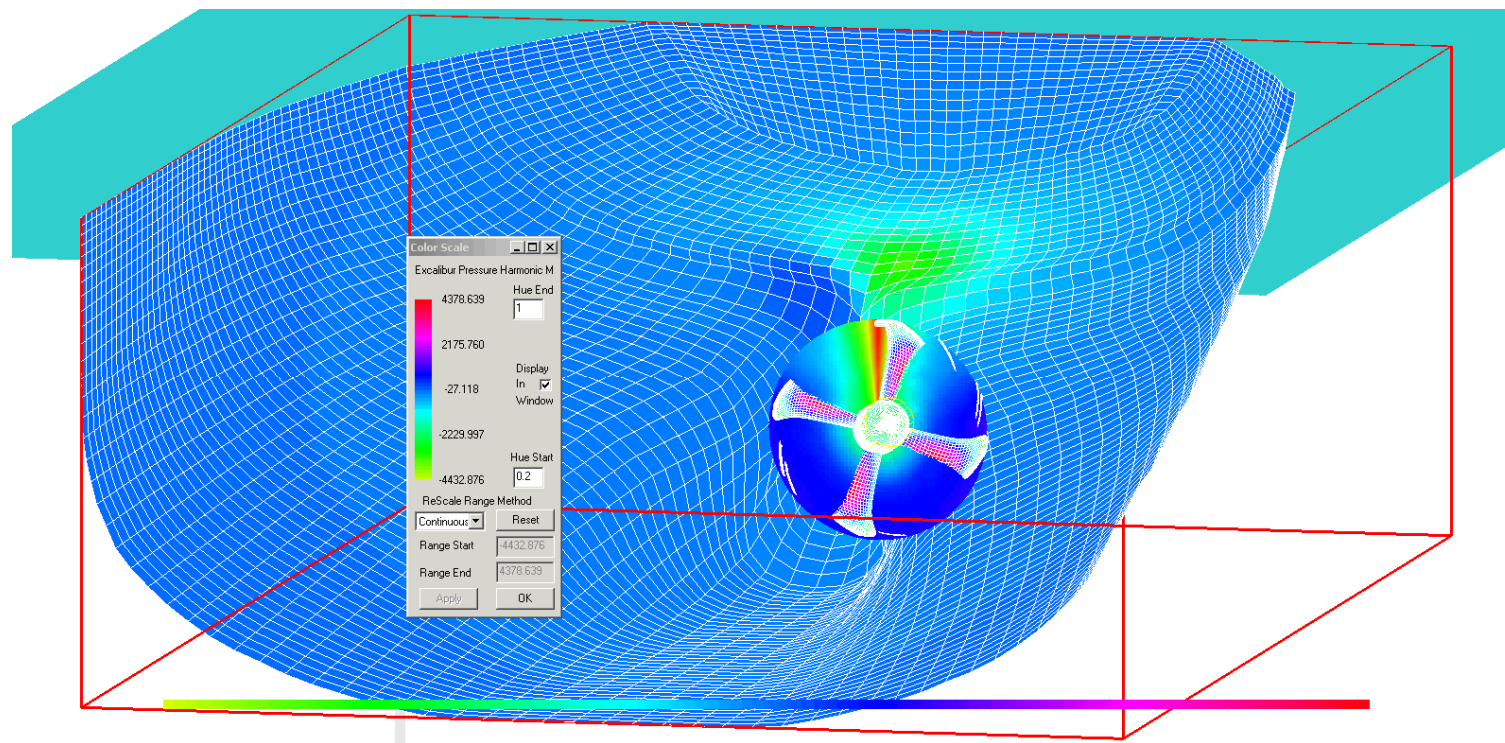 Color Scale
Excalibur Pressure Harmonic M
4378.639
Hue End
1
2175.760
Display
In
Window
-27.118
-2229.997
Hue Start
0.2
-4432.876
ReScale Range Method
Continuous
Reset
Range Start
-4432.876
Range End
4378.639
Apply
OK